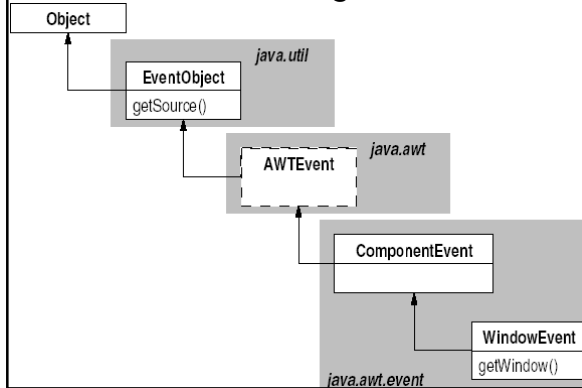 Object
java.util
EventObject
getSource()
java.awt
AWTEvent
ComponentEvent
WindowEvent
getWindow()
java.awt.event